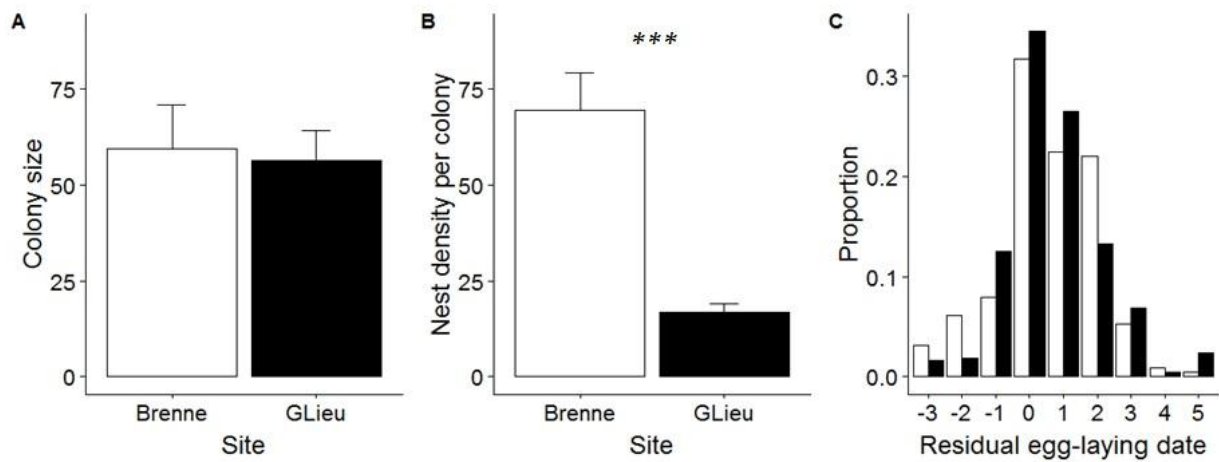 A
Colony size
75
50
25
0
Brenne GLieu
Site
B
***
Nest density per colony
75
50
25
0
Brenne GLieu
Site
C
Proportion
0.3
0.2
0.1
0.0
-3 -2 -1 0 1 2 3 4 5
Residual egg-laying date